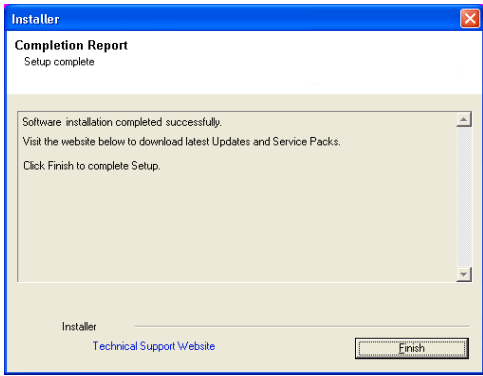 Installer
Completion Report
Setup complete
Software installation completed successfully.
Visit the website below to download latest Updates and Service Packs.
Click Finish to complete Setup.
Installer
Technical Support Website
Finish